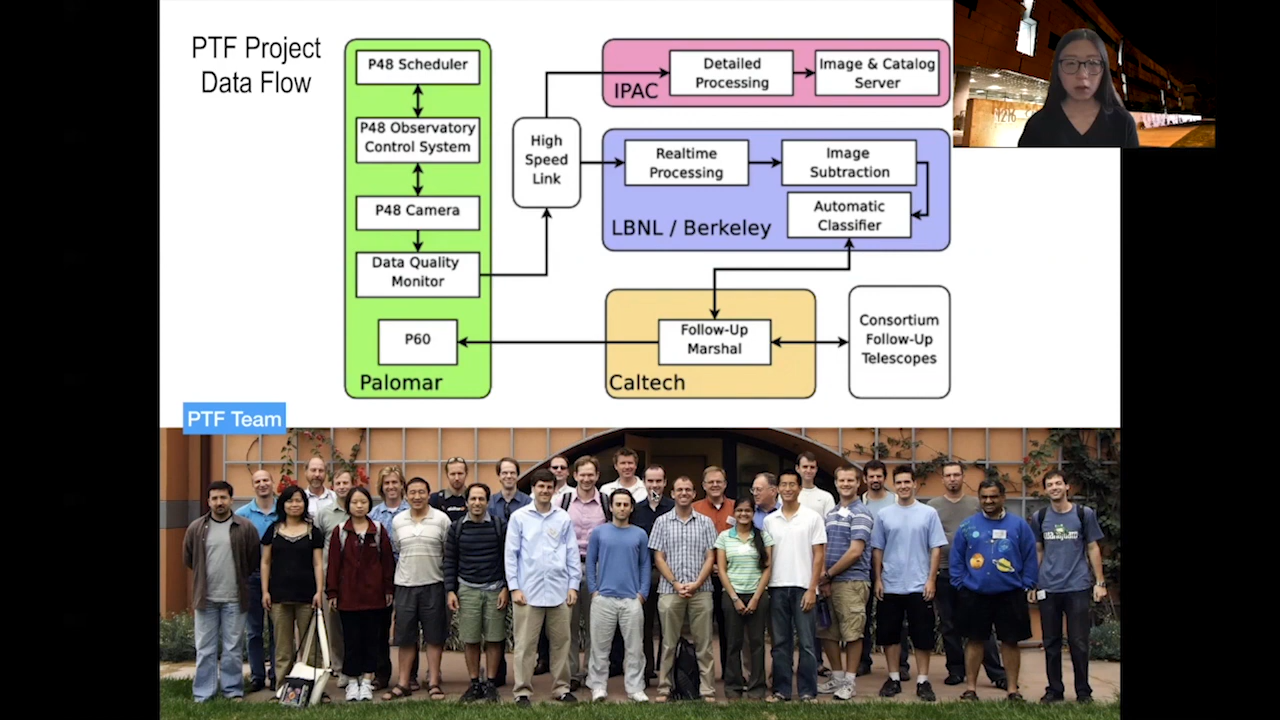 PTF Project
Data Flow
P48 Scheduler
P48 Observatory
Control System
P48 Camera
Data Quality
Monitor
P60
Palomar
High
Speed
Link
Detailed
Processing
Image & Catalog
Server
IPAC
Realtime
Processing
Image
Subtraction
Automatic
Classifier
LBNL / Berkeley
Follow-Up
Marshal
Caltech
Consortium
Follow-Up
Telescopes
PTF Team
1216